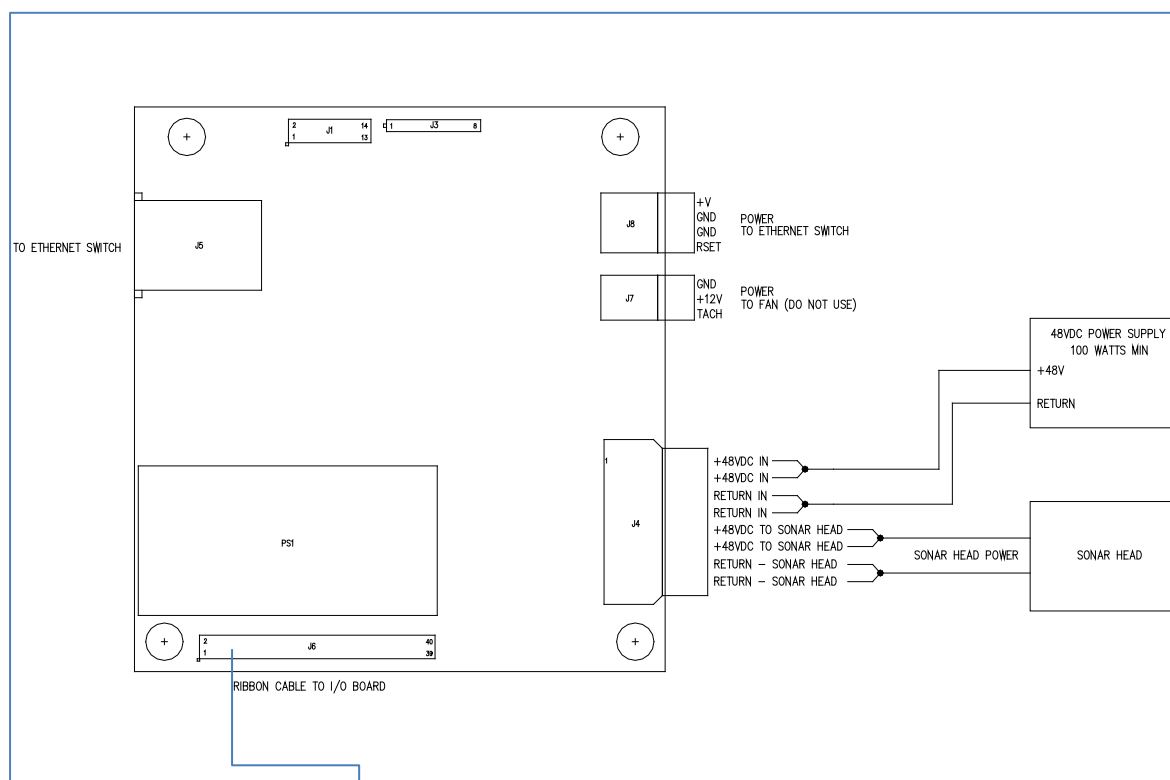 2 14
J1
1 13
1 J3 8
+V
GND
J8
GND
RSET
POWER
TO ETHERNET SWITCH
TO ETHERNET SWITCH
J5
GND
J7
+12V
TACH
POWER
TO FAN (DO NOT USE)
48VDC POWER SUPPLY
100 WATTS MIN
+48V
RETURN
1
J4
+48VDC IN
+48VDC IN
RETURN IN
RETURN IN
+48VDC TO SONAR HEAD
+48VDC TO SONAR HEAD
RETURN – SONAR HEAD
RETURN – SONAR HEAD
SONAR HEAD POWER
SONAR HEAD
PS1
2 40
J6
1 39
RIBBON CABLE TO I/O BOARD